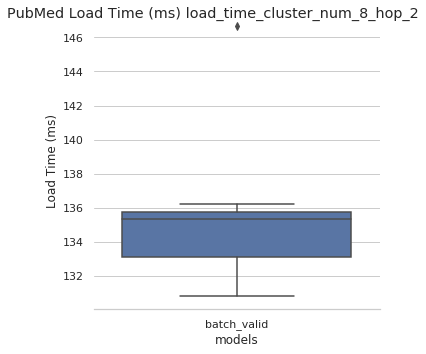 PubMed Load Time (ms) load_time_cluster_num_8_hop_2
146
144
142
140
138
136
134
132
Load Time (ms)
batch_valid
models